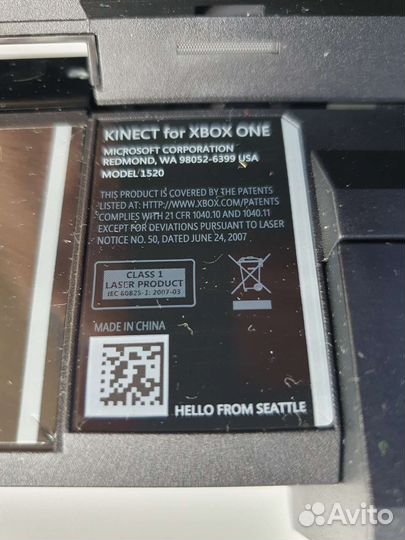 KINECT for XBOX ONE
MICROSOFT CORPORATION
REDMOND, WA 98052-6399 USA
MODEL 1520
THIS PRODUCT IS COVERED BY THE PATENTS
LISTED AT: HTTP://WWW.XBOX.COM/PATENTS
COMPLIES WITH 21 CFR 1040.10 AND 1040.11
EXCEPT FOR DEVIATIONS PURSUANT TO LASER
NOTICE NO. 50, DATED JUNE 24, 2007
CLASS 1
LASER PRODUCT
IEC 60825-1: 2007-03
MADE IN CHINA
HELLO FROM SEATTLE
Avito